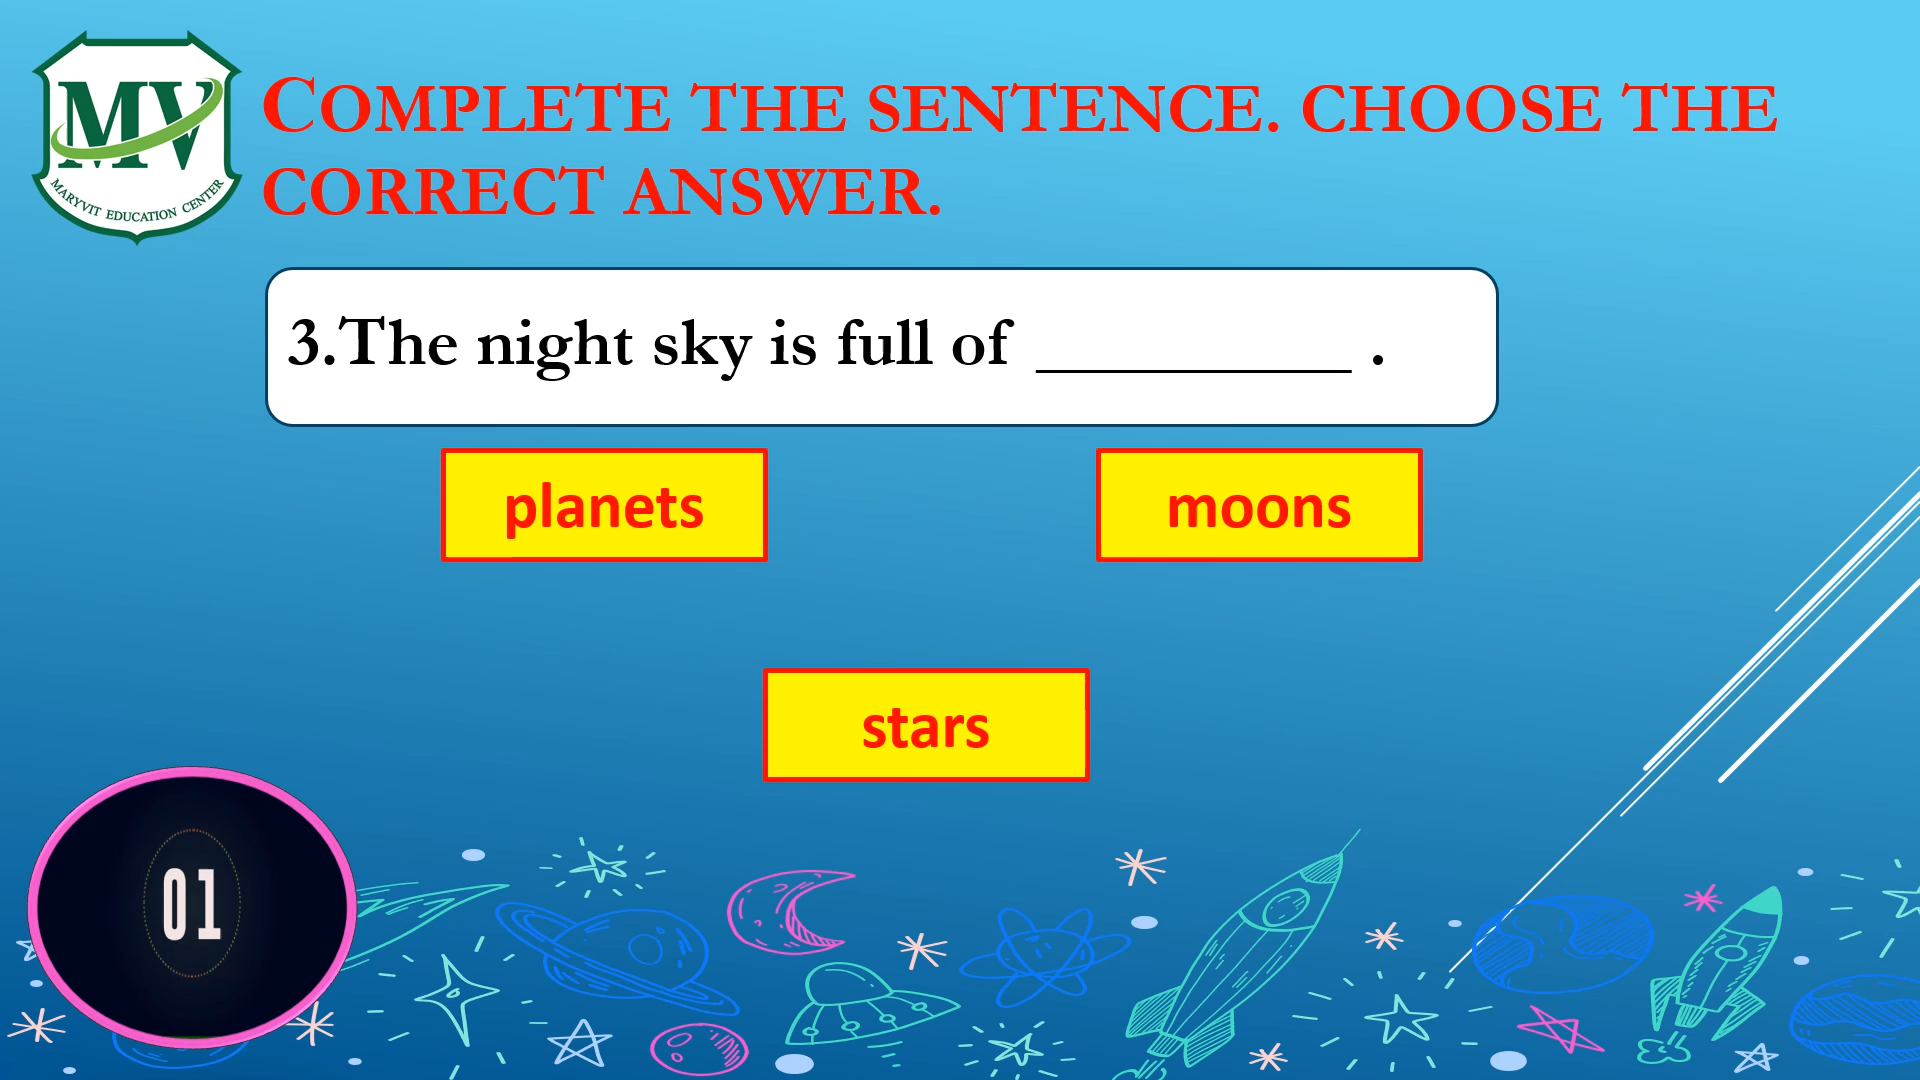 MV
MARYVIT EDUCATION CENTER
COMPLETE THE SENTENCE. CHOOSE THE
CORRECT ANSWER.
3.The night sky is full of __________ .
planets
moons
stars
01